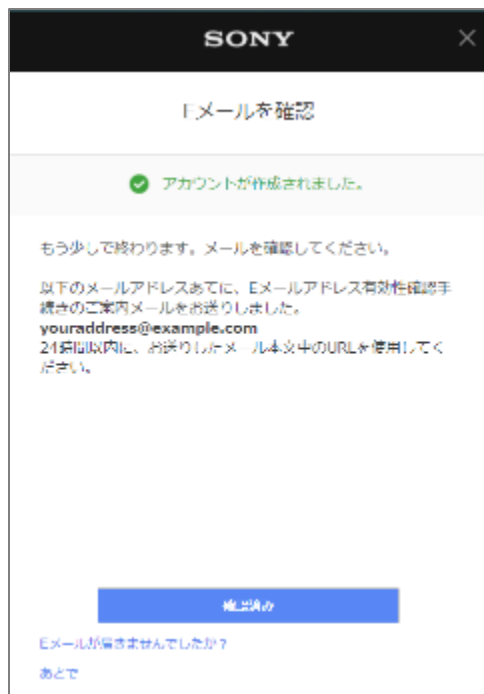 SONY
Eメールを確認
アカウントが作成されました。
もう少しで終わります。メールを確認してください。
以下のメールアドレスあてに、Eメールアドレス有効性確認手
続きのご案内メールをお送りしました。
youraddress@example.com
24時間以内に、お送りしたメール本文中のURLを使用してく
ださい。
確認済み
Eメールが届きませんでしたか？
あとで